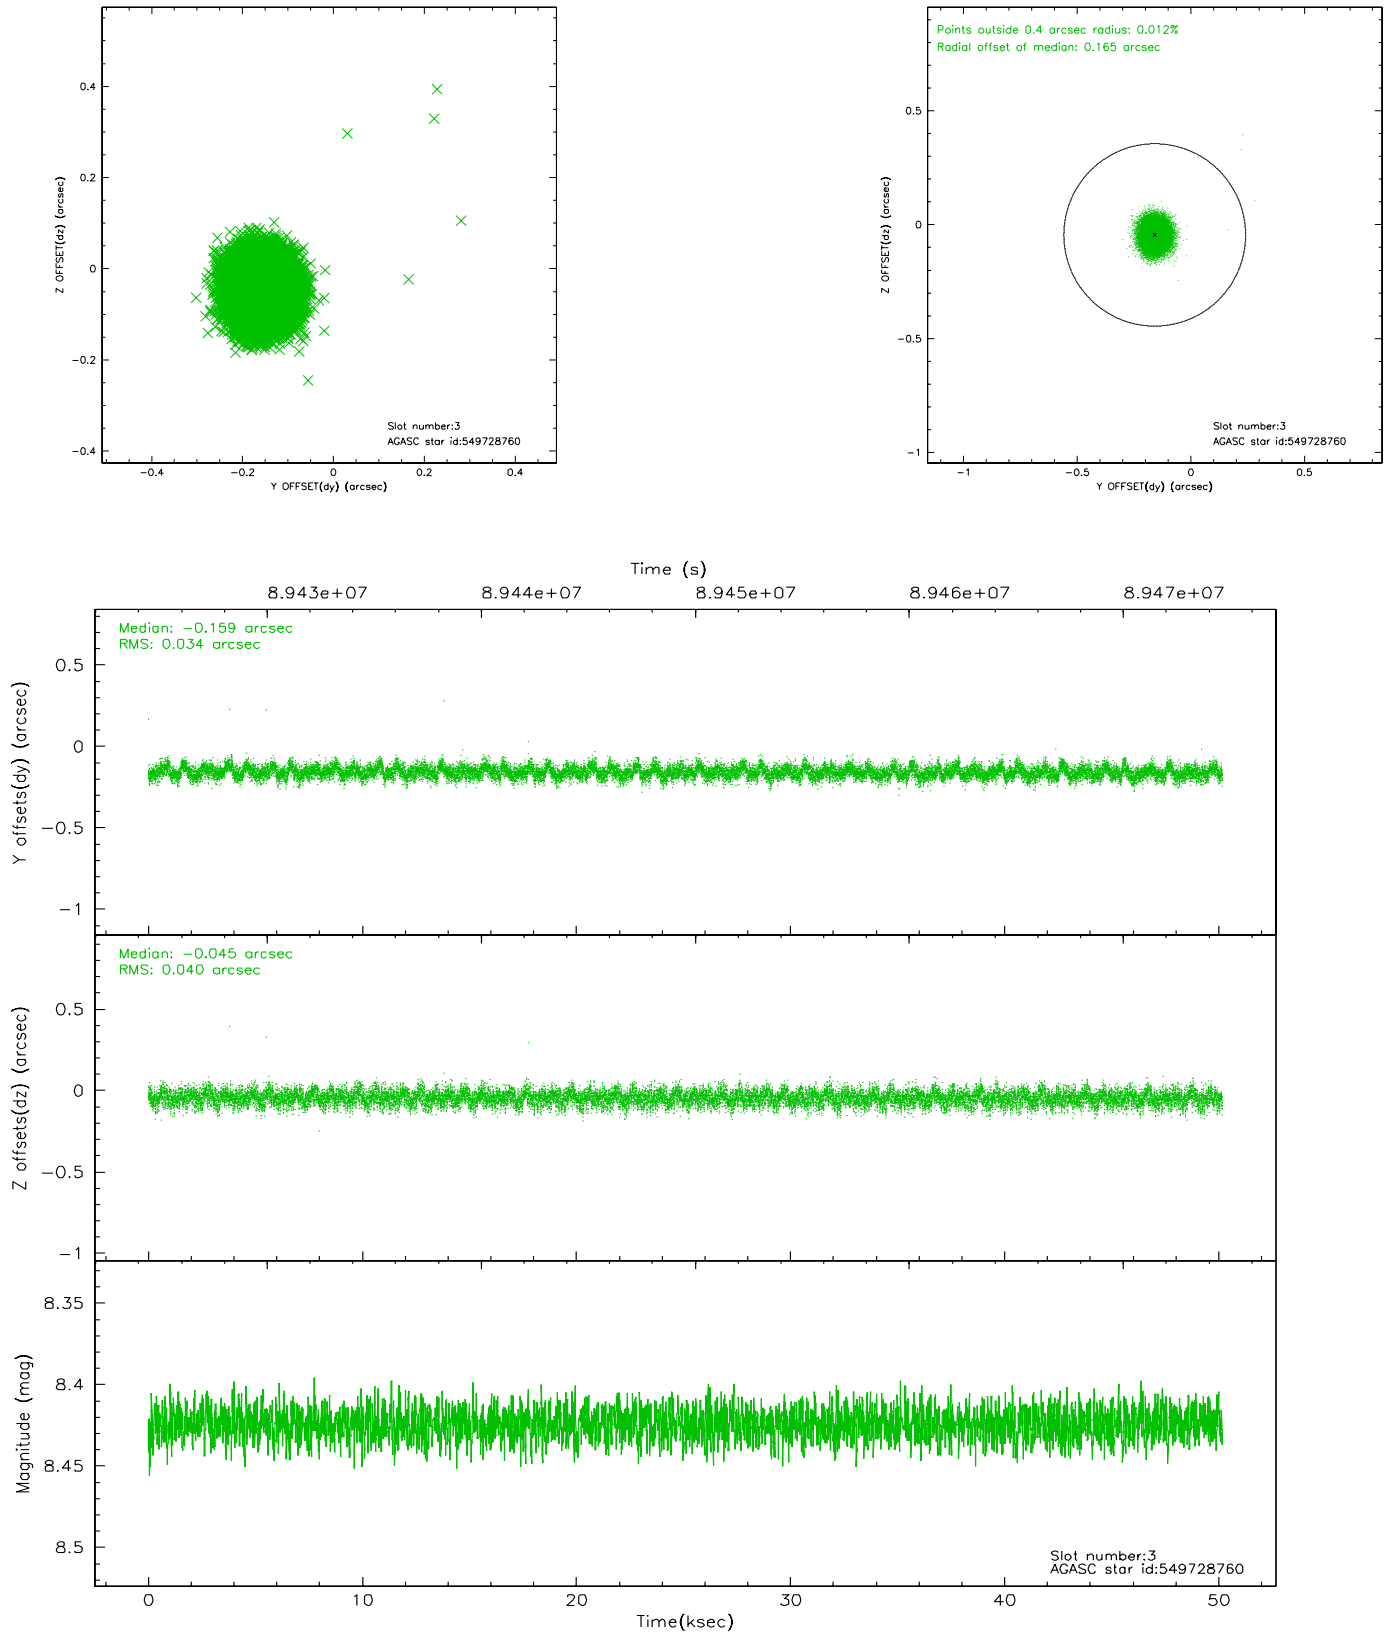 0.4
0.2
0
-0.2
-0.4
Z OFFSET(dz) (arcsec)
Slot number:3
AGASC star id:549728760
-0.4 -0.2 0 0.2 0.4
Y OFFSET(dy) (arcsec)
Points outside 0.4 arcsec radius: 0.012%
Radial offset of median: 0.165 arcsec
0.5
0
-0.5
-1
Z OFFSET(dz) (arcsec)
Slot number:3
AGASC star id:549728760
-1 -0.5 0 0.5
Y OFFSET(dy) (arcsec)
Time (s)
8.943e+07 8.944e+07 8.945e+07 8.946e+07 8.947e+07
Median: -0.159 arcsec
RMS: 0.034 arcsec
0.5
0
-0.5
-1
Y offsets(dy) (arcsec)
Median: -0.045 arcsec
RMS: 0.040 arcsec
0.5
0
-0.5
-1
Z offsets(dz) (arcsec)
8.35
8.4
8.45
8.5
Magnitude (mag)
Slot number:3
AGASC star id:549728760
0 10 20 30 40 50
Time(ksec)